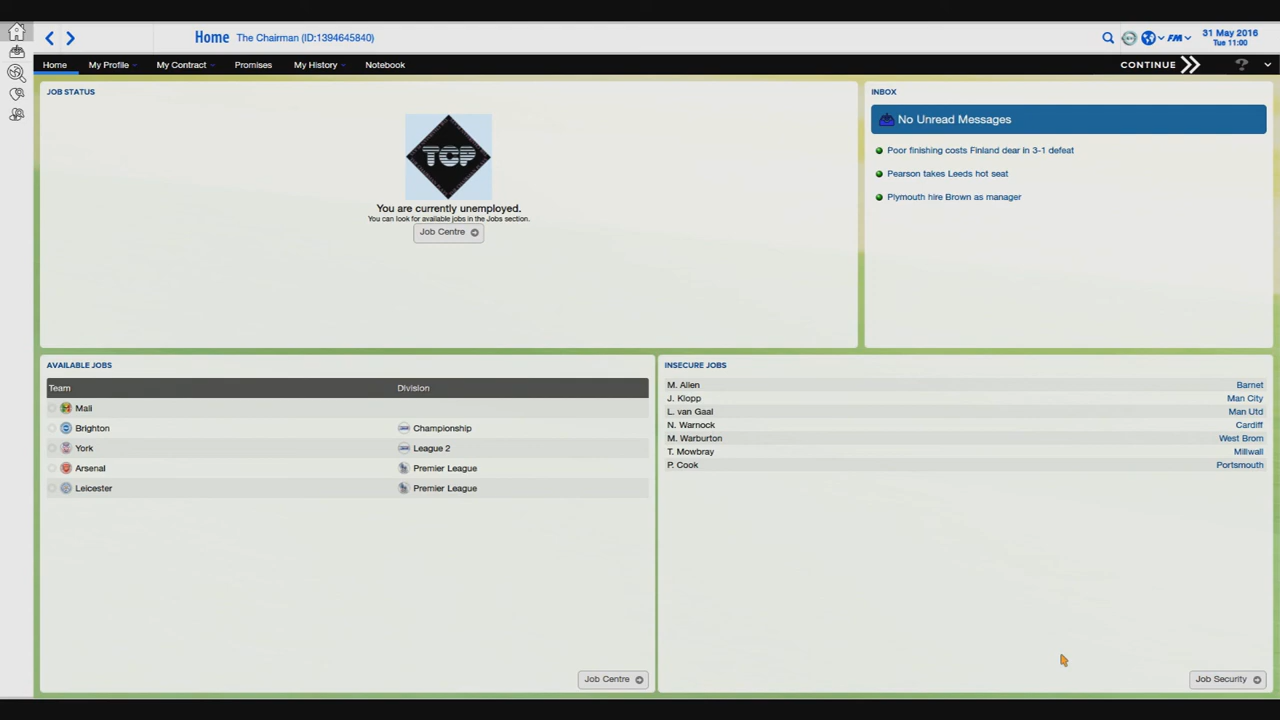 Home The Chairman (ID:1394645840)
FM
31 May 2016
Tue 11:00
Home My Profile My Contract Promises My History Notebook
CONTINUE ?
JOB STATUS
TCP
You are currently unemployed.
You can look for available jobs in the Jobs section.
Job Centre
INBOX
No Unread Messages
Poor finishing costs Finland dear in 3-1 defeat
Pearson takes Leeds hot seat
Plymouth hire Brown as manager
AVAILABLE JOBS
Team Division
Mali
Brighton Championship
York League 2
Arsenal Premier League
Leicester Premier League
Job Centre
INSECURE JOBS
M. Allen Barnet
J. Klopp Man City
L. van Gaal Man Utd
N. Warnock Cardiff
M. Warburton West Brom
T. Mowbray Millwall
P. Cook Portsmouth
Job Security